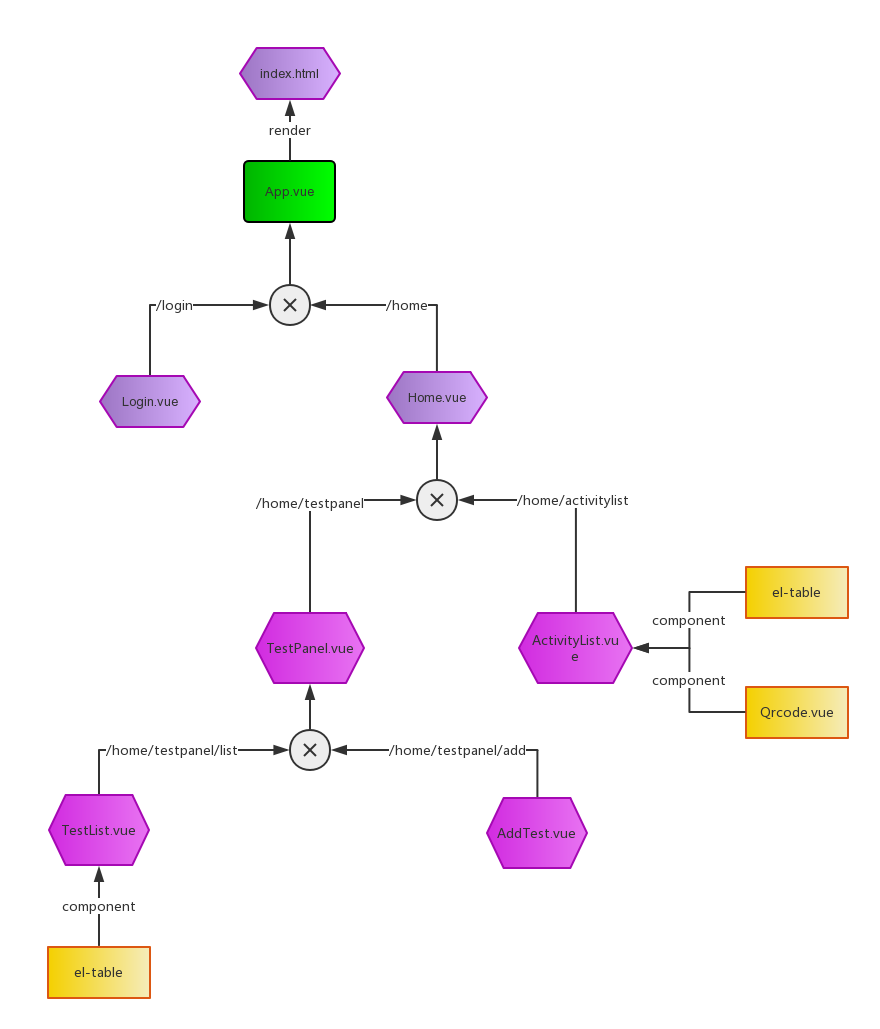 index.html
render
App.vue
/login
/home
Login.vue
Home.vue
/home/testpanel
/home/activitylist
el-table
component
TestPanel.vue
ActivityList.vu
e
component
Qrcode.vue
/home/testpanel/list
/home/testpanel/add
TestList.vue
AddTest.vue
component
el-table